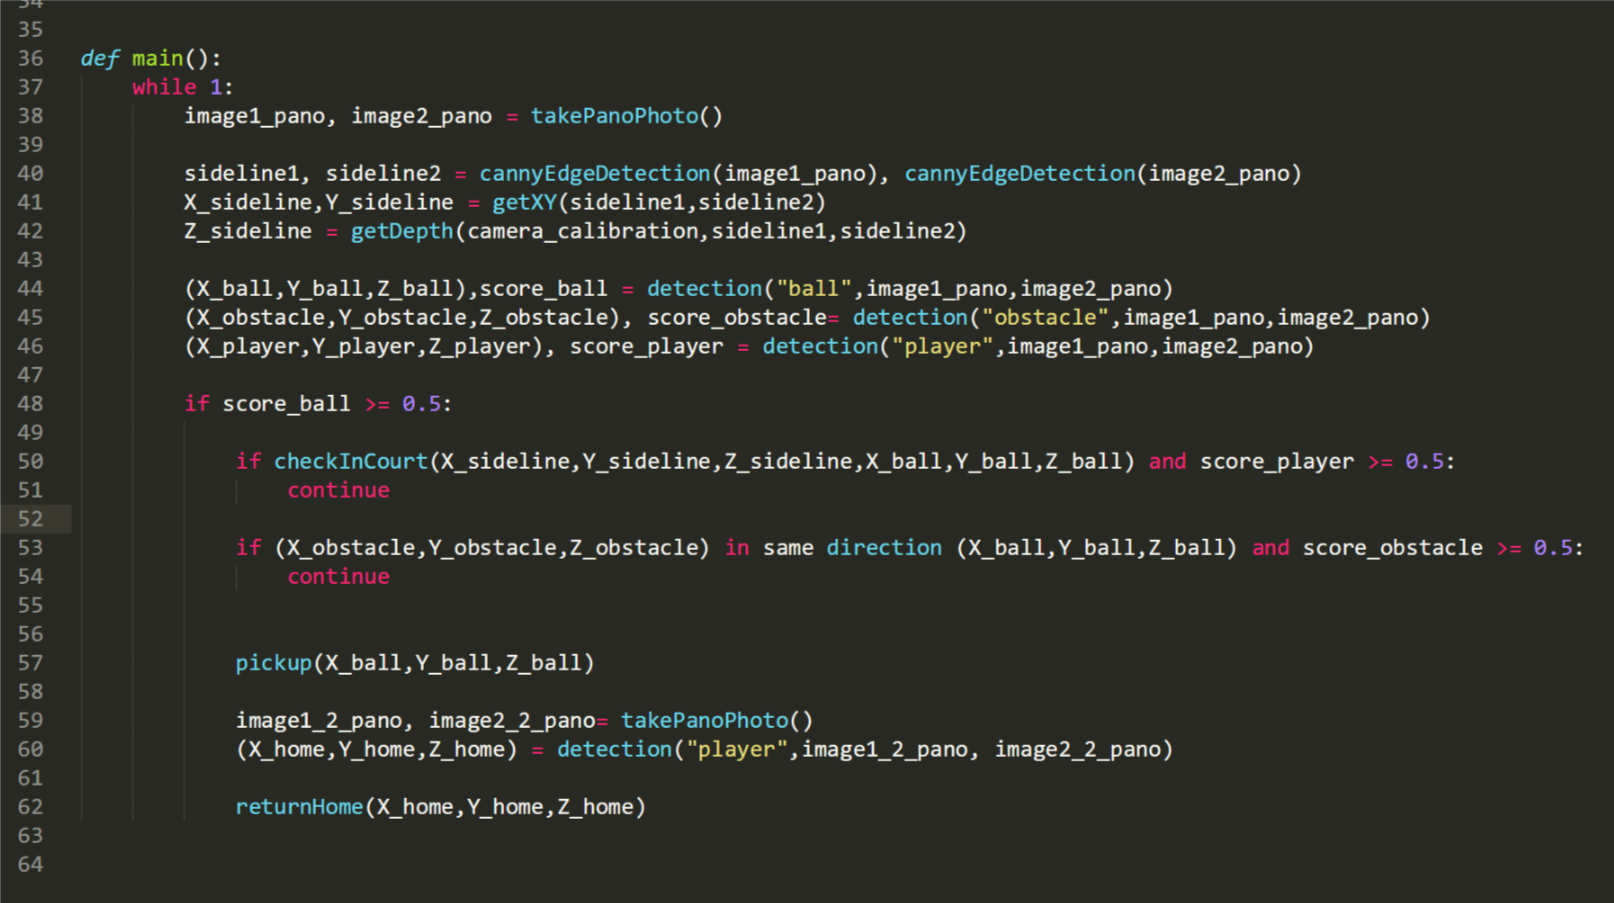 34
35
36 def main():
37 while 1:
38 image1_pano, image2_pano = takePanoPhoto()
39
40 sideline1, sideline2 = cannyEdgeDetection(image1_pano), cannyEdgeDetection(image2_pano)
41 X_sideline,Y_sideline = getXY(sideline1,sideline2)
42 Z_sideline = getDepth(camera_calibration,sideline1,sideline2)
43
44 (X_ball,Y_ball,Z_ball),score_ball = detection("ball",image1_pano,image2_pano)
45 (X_obstacle,Y_obstacle,Z_obstacle), score_obstacle= detection("obstacle",image1_pano,image2_pano)
46 (X_player,Y_player,Z_player), score_player = detection("player",image1_pano,image2_pano)
47
48 if score_ball >= 0.5:
49
50 if checkInCourt(X_sideline,Y_sideline,Z_sideline,X_ball,Y_ball,Z_ball) and score_player >= 0.5:
51 continue
52
53 if (X_obstacle,Y_obstacle,Z_obstacle) in same direction (X_ball,Y_ball,Z_ball) and score_obstacle >= 0.5:
54 continue
55
56
57 pickup(X_ball,Y_ball,Z_ball)
58
59 image1_2_pano, image2_2_pano= takePanoPhoto()
60 (X_home,Y_home,Z_home) = detection("player",image1_2_pano, image2_2_pano)
61
62 returnHome(X_home,Y_home,Z_home)
63
64